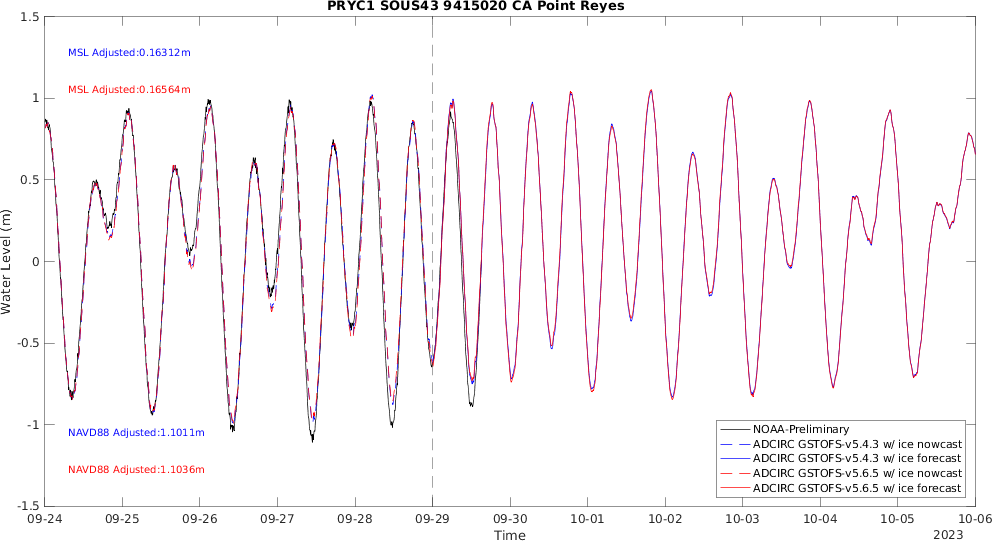 PRYC1 SOUS43 9415020 CA Point Reyes
1.5
1
0.5
0
-0.5
-1
-1.5
Water Level (m)
MSL Adjusted:0.16312m
MSL Adjusted:0.16564m
NAVD88 Adjusted:1.1011m
NAVD88 Adjusted:1.1036m
NOAA-Preliminary
ADCIRC GSTOFS-v5.4.3 w/ ice nowcast
ADCIRC GSTOFS-v5.4.3 w/ ice forecast
ADCIRC GSTOFS-v5.6.5 w/ ice nowcast
ADCIRC GSTOFS-v5.6.5 w/ ice forecast
09-24 09-25 09-26 09-27 09-28 09-29 09-30 10-01 10-02 10-03 10-04 10-05 10-06
Time
2023